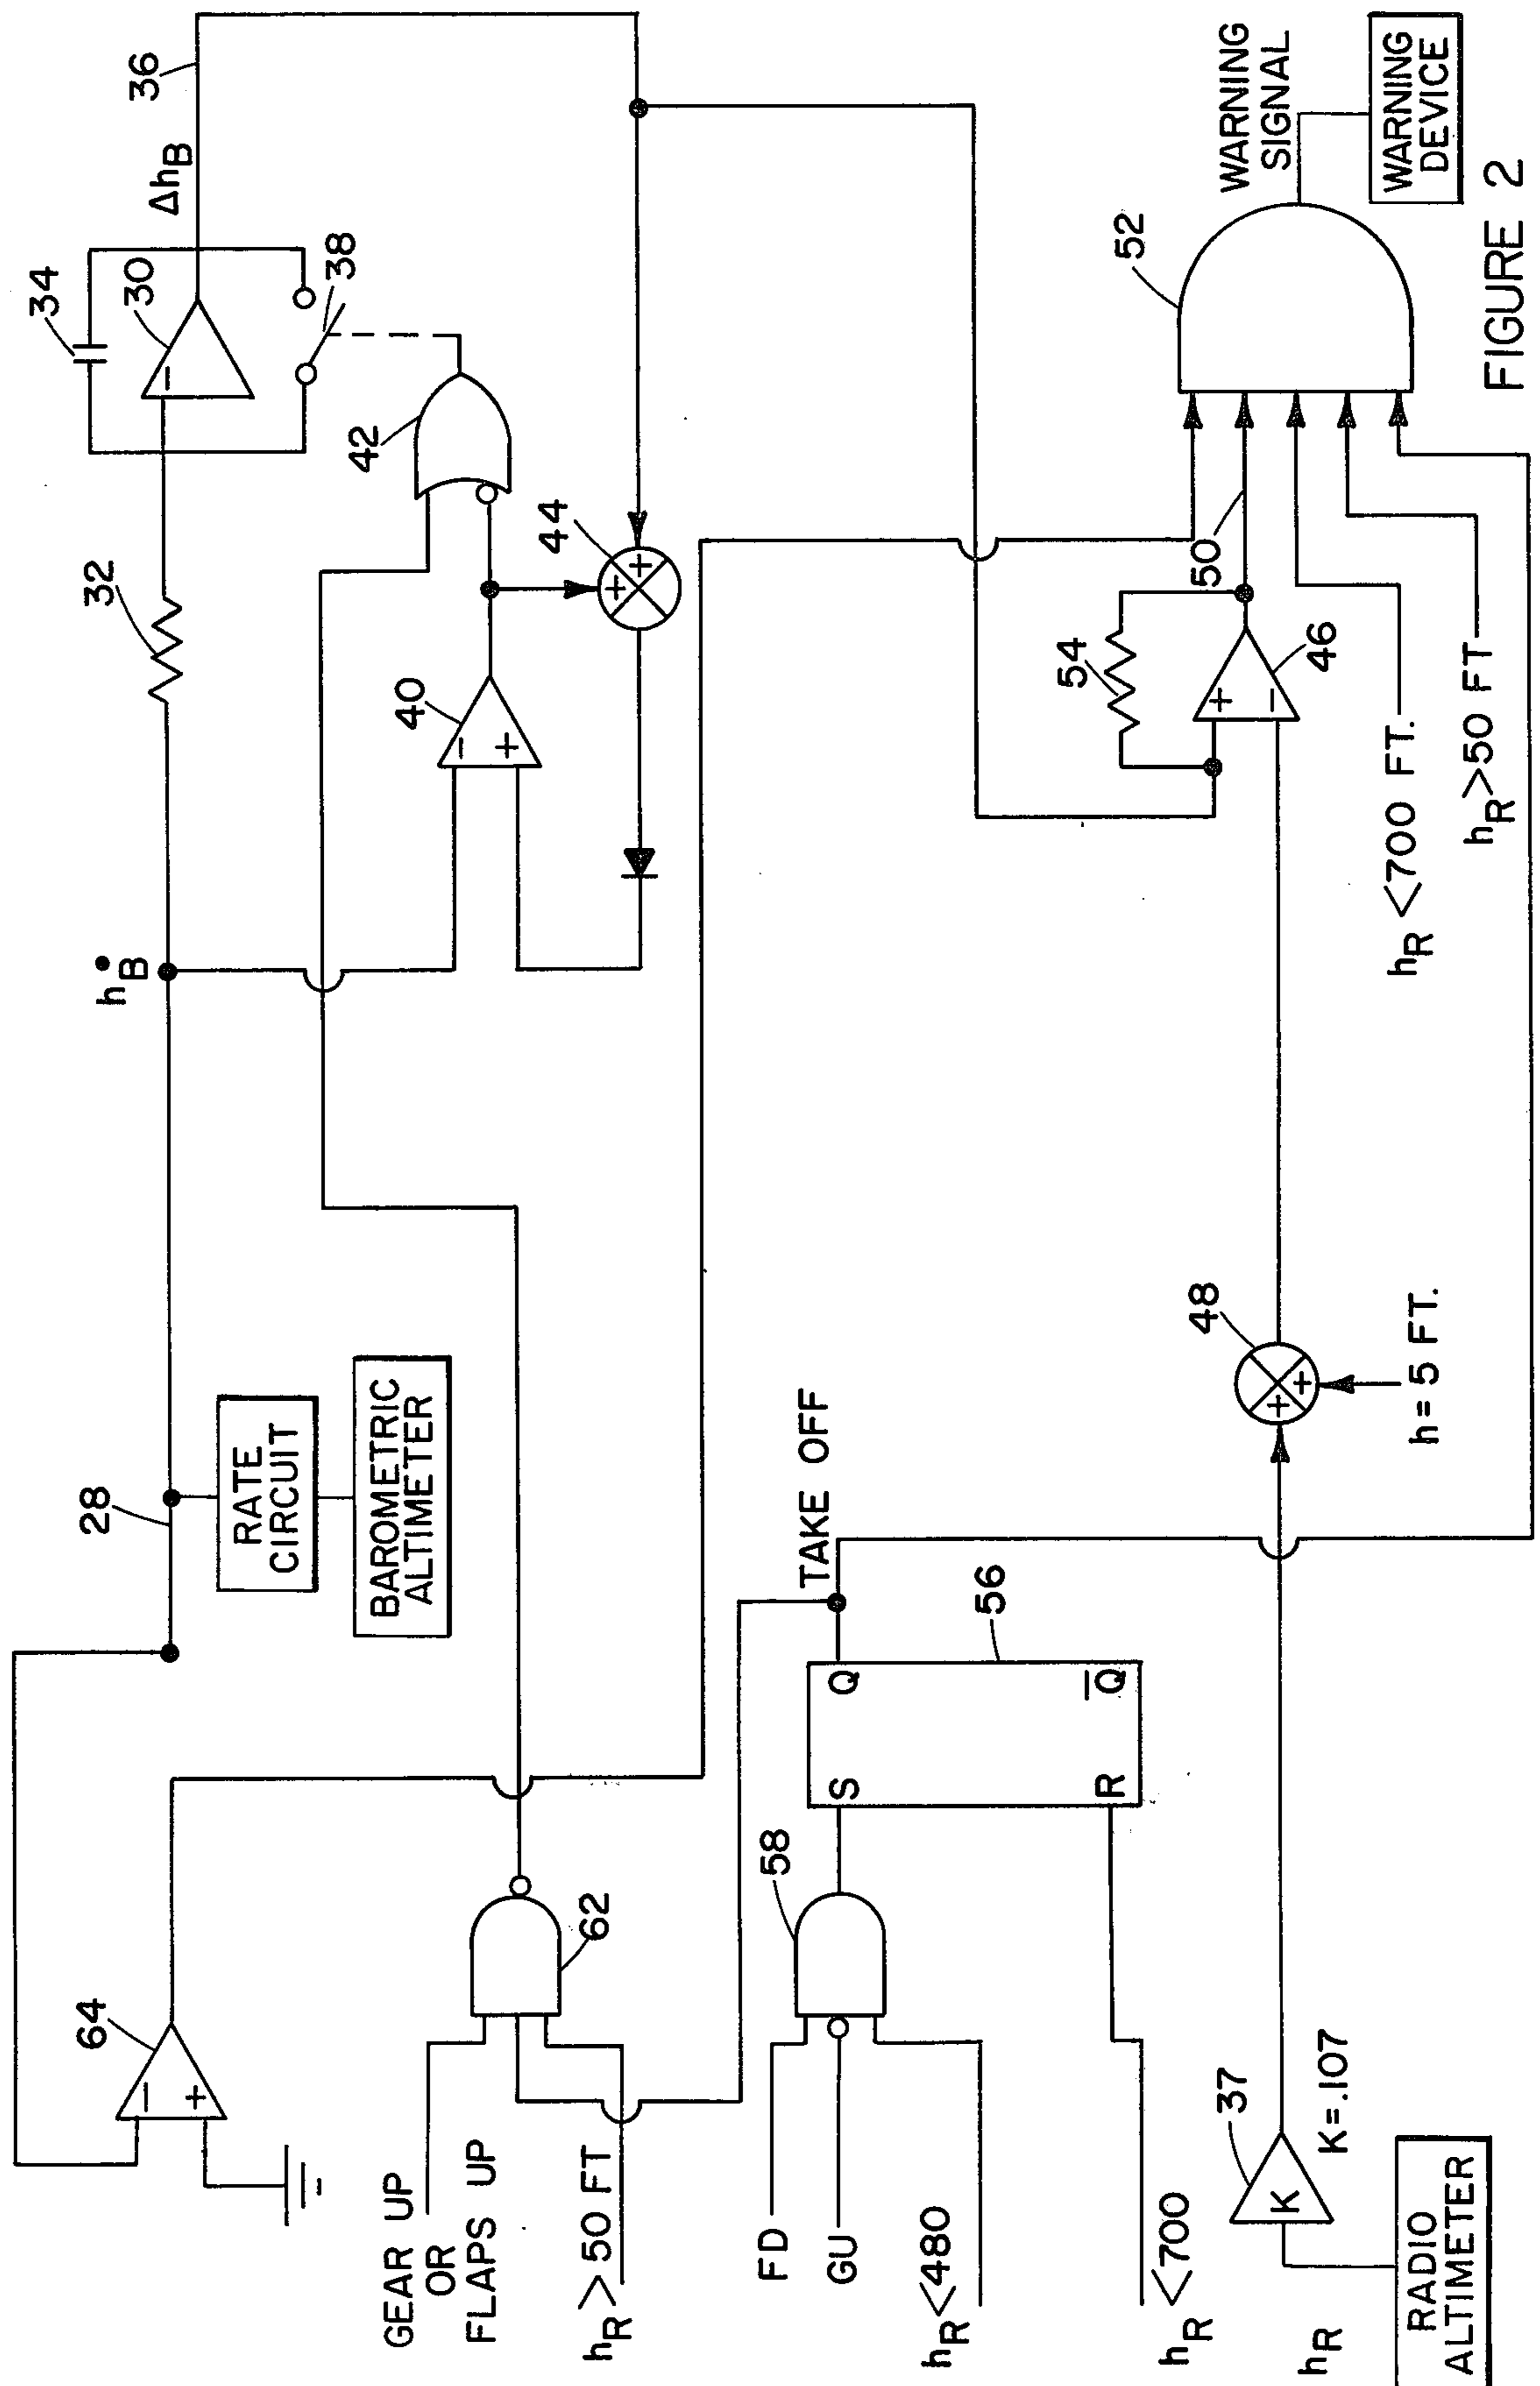 64
28
ḣB
32
34
30
38
ΔhB
36
RATE
CIRCUIT
BAROMETRIC
ALTIMETER
GEAR UP
OR
FLAPS UP
hR>50 FT
62
40
42
44
FD
GU
hR<480
hR<700
58
S
R
Q
Q̅
56
TAKE OFF
hR
RADIO
ALTIMETER
K
37
K=.107
48
h=5 FT.
54
46
50
hR<700 FT.
hR>50 FT
52
WARNING
SIGNAL
WARNING
DEVICE
FIGURE 2